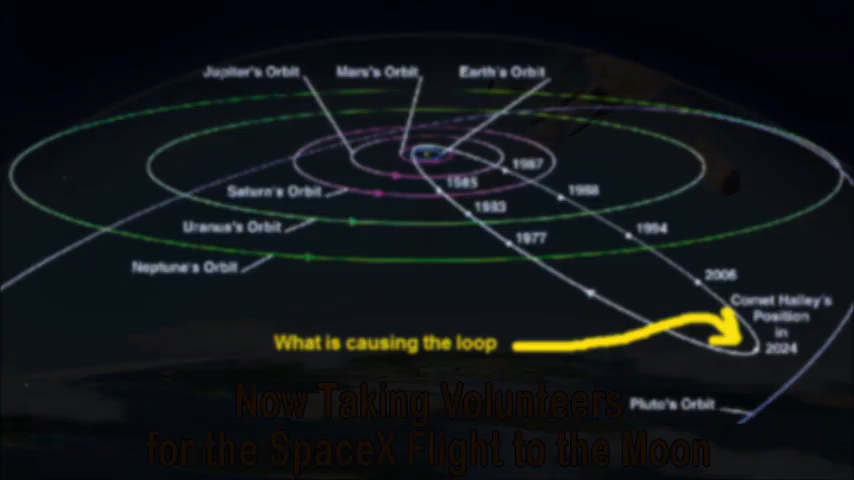 Jupiter's Orbit
Mars's Orbit
Earth's Orbit
1987
1985
1988
Saturn's Orbit
1983
Uranus's Orbit
1994
1977
Neptune's Orbit
2006
Comet Halley's
Position
in
2024
What is causing the loop
Pluto's Orbit
Now Taking Volunteers
for the SpaceX Flight to the Moon